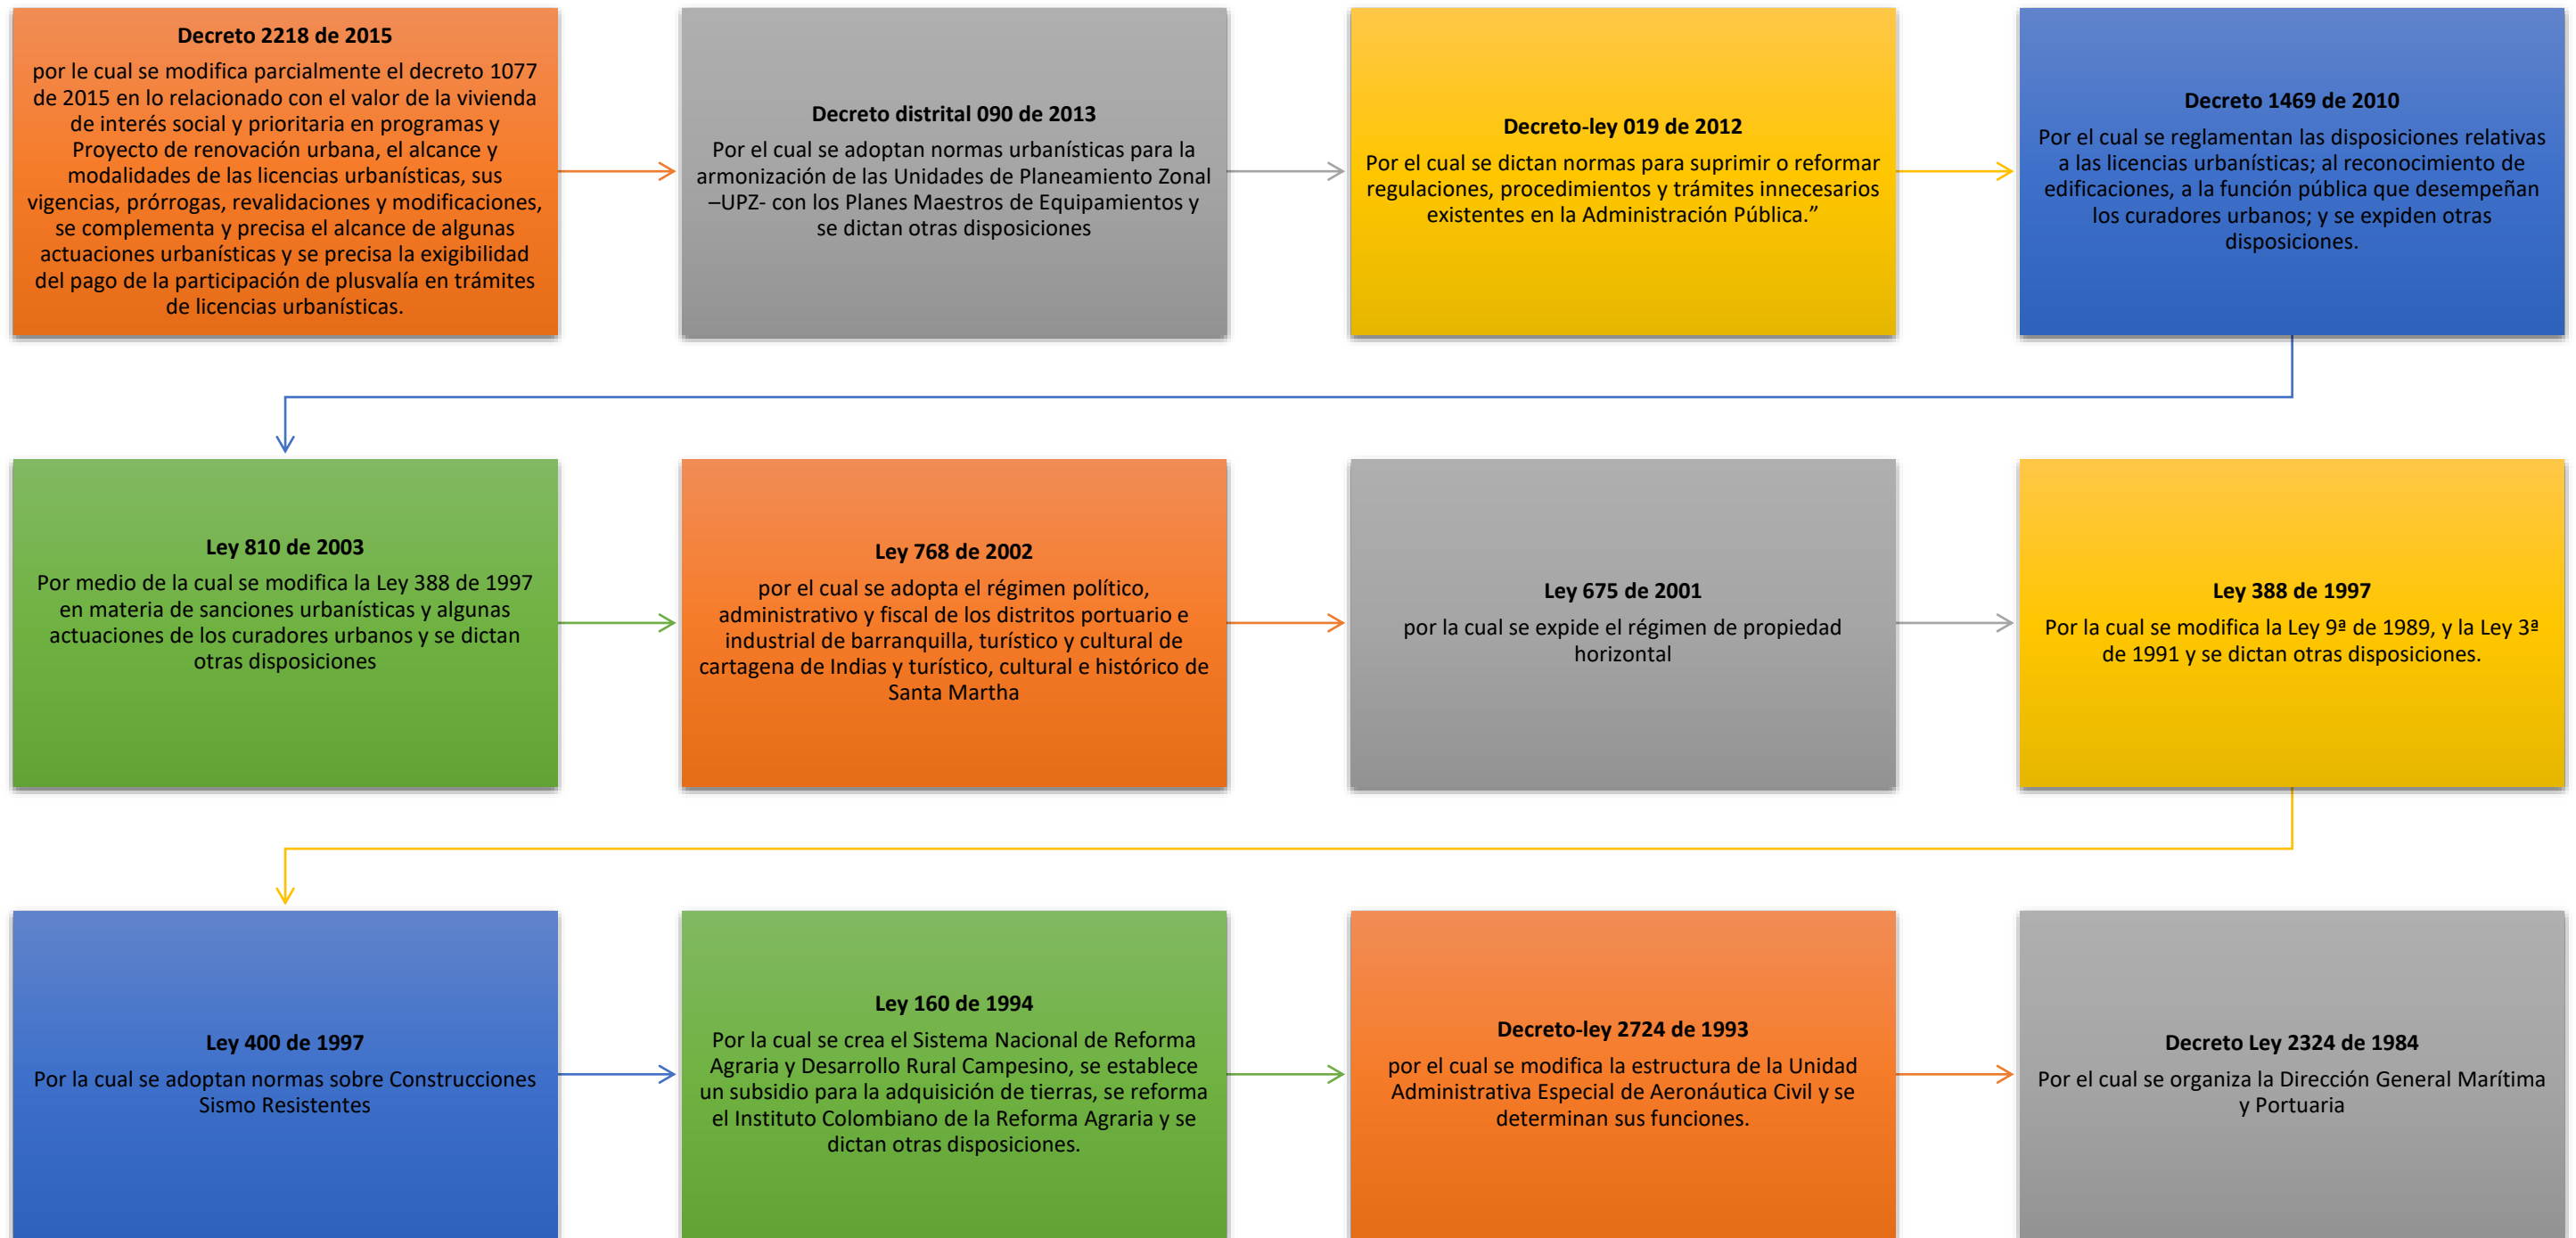 Decreto 2218 de 2015
por le cual se modifica parcialmente el decreto 1077
de 2015 en lo relacionado con el valor de la vivienda
de interés social y prioritaria en programas y
Proyecto de renovación urbana, el alcance y
modalidades de las licencias urbanísticas, sus
vigencias, prórrogas, revalidaciones y modificaciones,
se complementa y precisa el alcance de algunas
actuaciones urbanísticas y se precisa la exigibilidad
del pago de la participación de plusvalía en trámites
de licencias urbanísticas.
Decreto distrital 090 de 2013
Por el cual se adoptan normas urbanísticas para la
armonización de las Unidades de Planeamiento Zonal
–UPZ- con los Planes Maestros de Equipamientos y
se dictan otras disposiciones
Decreto-ley 019 de 2012
Por el cual se dictan normas para suprimir o reformar
regulaciones, procedimientos y trámites innecesarios
existentes en la Administración Pública.”
Decreto 1469 de 2010
Por el cual se reglamentan las disposiciones relativas
a las licencias urbanísticas; al reconocimiento de
edificaciones, a la función pública que desempeñan
los curadores urbanos; y se expiden otras
disposiciones.
Ley 810 de 2003
Por medio de la cual se modifica la Ley 388 de 1997
en materia de sanciones urbanísticas y algunas
actuaciones de los curadores urbanos y se dictan
otras disposiciones
Ley 768 de 2002
por el cual se adopta el régimen político,
administrativo y fiscal de los distritos portuario e
industrial de barranquilla, turístico y cultural de
cartagena de Indias y turístico, cultural e histórico de
Santa Martha
Ley 675 de 2001
por la cual se expide el régimen de propiedad
horizontal
Ley 388 de 1997
Por la cual se modifica la Ley 9ª de 1989, y la Ley 3ª
de 1991 y se dictan otras disposiciones.
Ley 400 de 1997
Por la cual se adoptan normas sobre Construcciones
Sismo Resistentes
Ley 160 de 1994
Por la cual se crea el Sistema Nacional de Reforma
Agraria y Desarrollo Rural Campesino, se establece
un subsidio para la adquisición de tierras, se reforma
el Instituto Colombiano de la Reforma Agraria y se
dictan otras disposiciones.
Decreto-ley 2724 de 1993
por el cual se modifica la estructura de la Unidad
Administrativa Especial de Aeronáutica Civil y se
determinan sus funciones.
Decreto Ley 2324 de 1984
Por el cual se organiza la Dirección General Marítima
y Portuaria